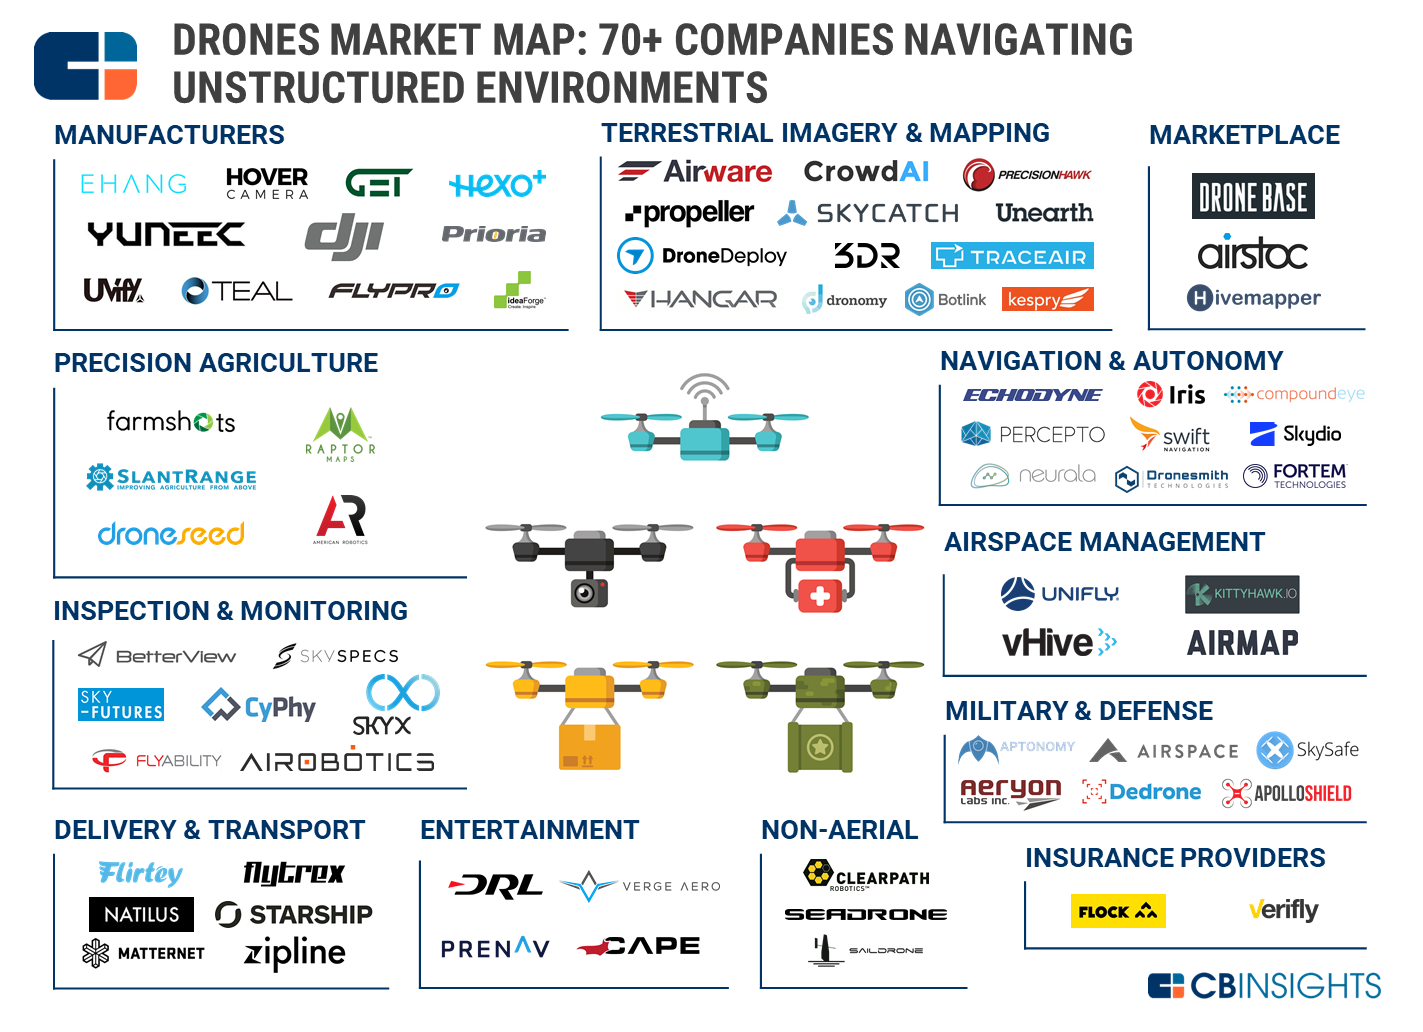 DRONES MARKET MAP: 70+ COMPANIES NAVIGATING
UNSTRUCTURED ENVIRONMENTS
MANUFACTURERS
EHANG
HOVER
CAMERA
GET
HEXO+
YUNEEC
dji
Prioria
UVify
TEAL
FLYPRO
ideaForge
Create. Inspire
TERRESTRIAL IMAGERY & MAPPING
Airware
CrowdAI
PRECISIONHAWK
propeller
SKYCATCH
Unearth
DroneDeploy
3DR
TRACEAIR
HANGAR
dronomy
Botlink
kespry
MARKETPLACE
DRONE BASE
airstoc
Hivemapper
PRECISION AGRICULTURE
farmshots
RAPTOR
MAPS
SLANTRANGE
IMPROVING AGRICULTURE FROM ABOVE
droneseed
AR
AMERICAN ROBOTICS
NAVIGATION & AUTONOMY
ECHODYNE
Iris
compoundeye
PERCEPTO
swift
NAVIGATION
Skydio
neurala
Dronesmith
TECHNOLOGIES
FORTEM
TECHNOLOGIES
AIRSPACE MANAGEMENT
UNIFLY
KITTYHAWK.IO
vHive
AIRMAP
INSPECTION & MONITORING
BetterView
SKYSPECS
SKY
-FUTURES
CyPhy
SKYX
FLYABILITY
AIROBOTICS
MILITARY & DEFENSE
APTONOMY
AIRSPACE
SkySafe
Aeryon
Labs Inc.
Dedrone
APOLLOSHIELD
DELIVERY & TRANSPORT
Flirtey
flytrex
NATILUS
STARSHIP
MATTERNET
zipline
ENTERTAINMENT
DRL
VERGE AERO
PRENAV
CAPE
NON-AERIAL
CLEARPATH
ROBOTICS™
SEADRONE
SAILDRONE
INSURANCE PROVIDERS
FLOCK
Verifly
CBINSIGHTS